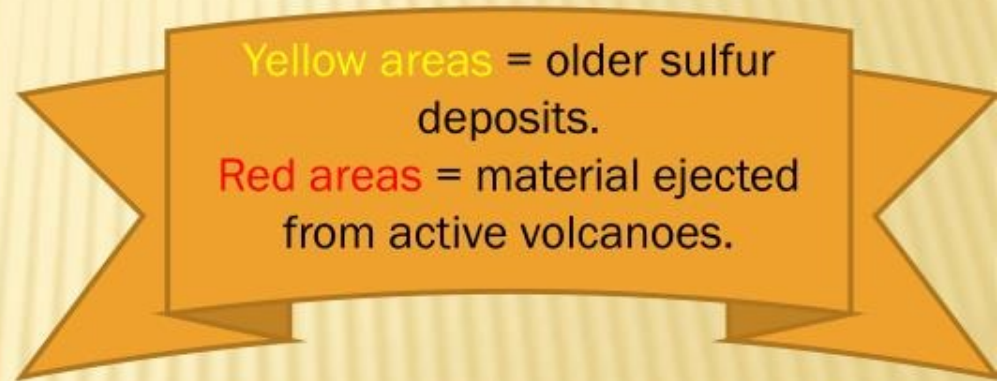 Yellow areas = older sulfur
deposits.
Red areas = material ejected
from active volcanoes.